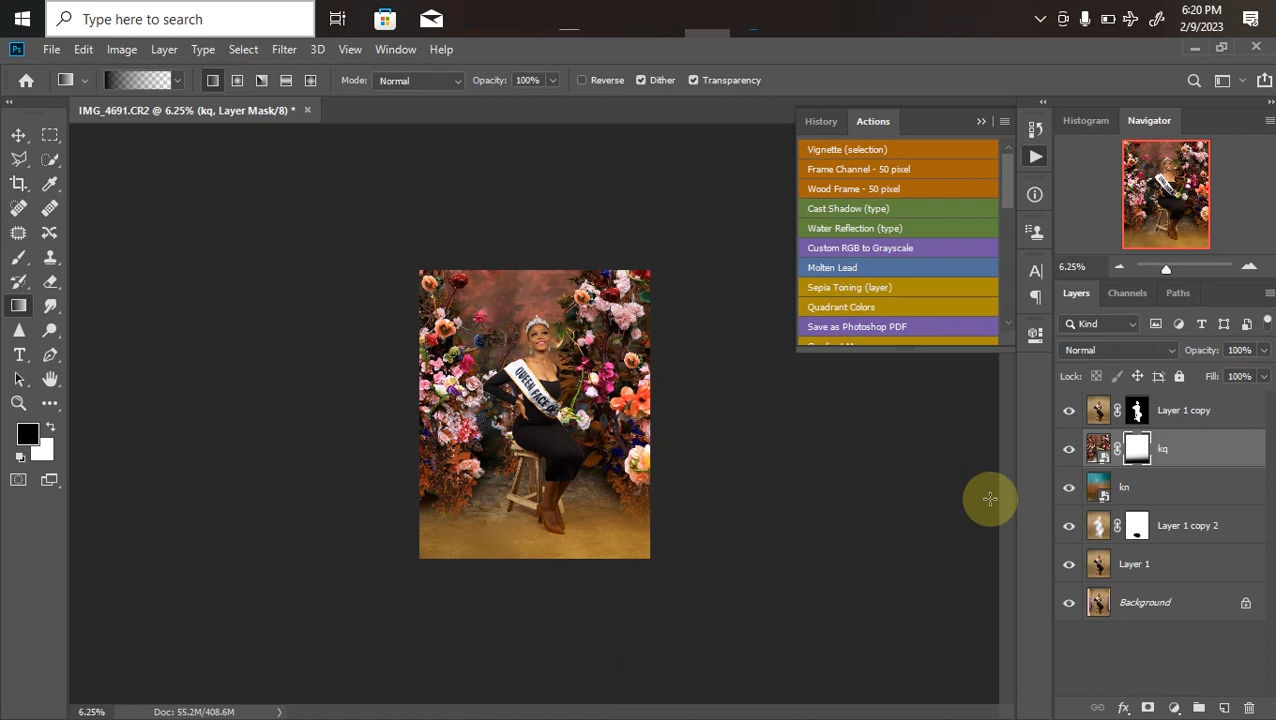 Type here to search
6:20 PM
2/9/2023
Ps
File Edit Image Layer Type Select Filter 3D View Window Help
Mode: Normal Opacity: 100% Reverse Dither Transparency
IMG_4691.CR2 @ 6.25% (kq, Layer Mask/8) *
History Actions
Vignette (selection)
Frame Channel - 50 pixel
Wood Frame - 50 pixel
Cast Shadow (type)
Water Reflection (type)
Custom RGB to Grayscale
Molten Lead
Sepia Toning (layer)
Quadrant Colors
Save as Photoshop PDF
Histogram Navigator
6.25%
Layers Channels Paths
Kind
Normal Opacity: 100%
Lock: Fill: 100%
Layer 1 copy
kq
kn
Layer 1 copy 2
Layer 1
Background
QUEEN FACE
6.25% Doc: 55.2M/408.6M